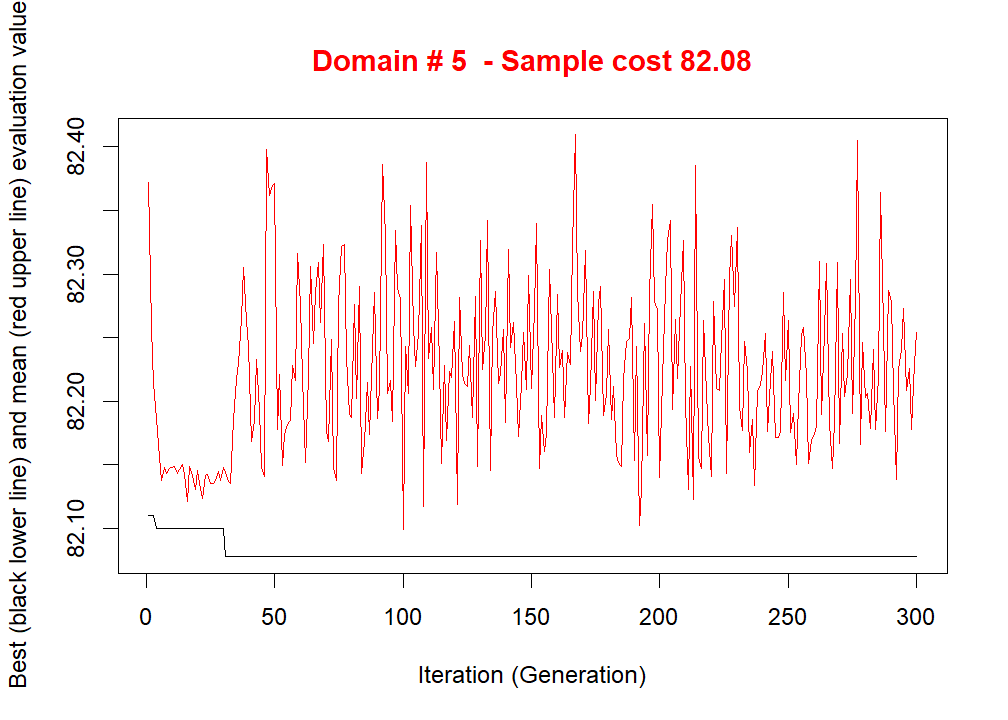 Domain # 5  - Sample cost 82.08
Best (black lower line) and mean (red upper line) evaluation value
82.40
82.30
82.20
82.10
0 50 100 150 200 250 300
Iteration (Generation)